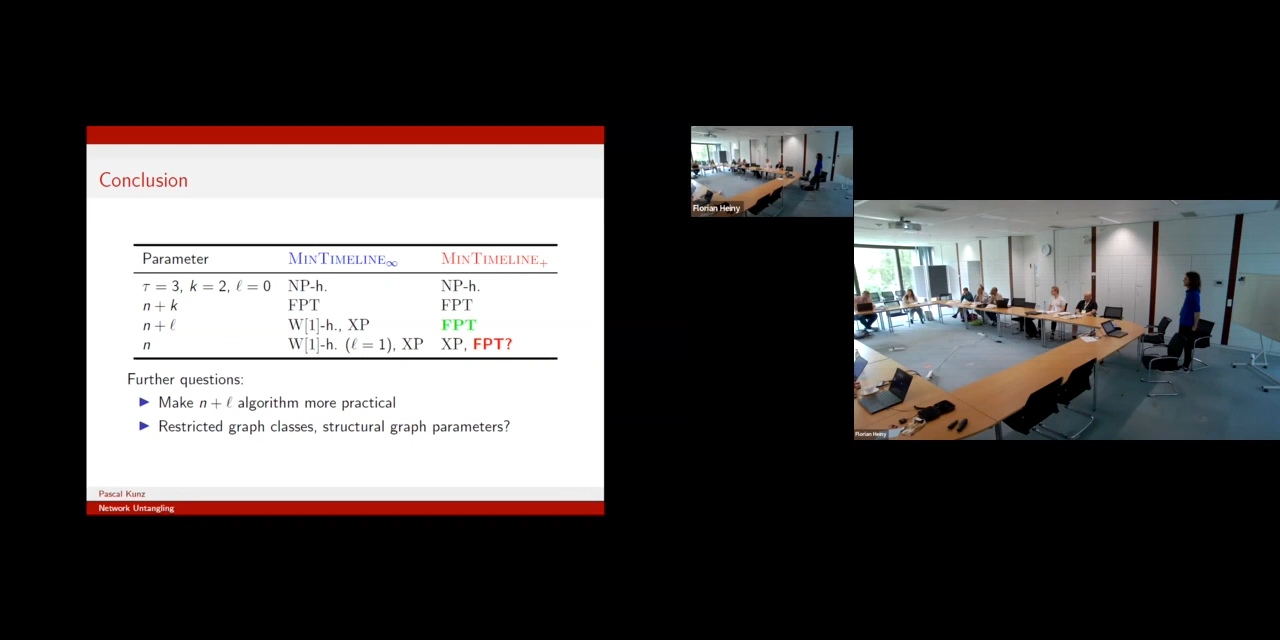 Conclusion
Parameter MinTimeline∞ MinTimeline+
τ = 3, k = 2, ℓ = 0 NP-h. NP-h.
n + k FPT FPT
n + ℓ W[1]-h., XP FPT
n W[1]-h. (ℓ = 1), XP XP, FPT?
Further questions:
Make n + ℓ algorithm more practical
Restricted graph classes, structural graph parameters?
Pascal Kunz
Network Untangling
Florian Heiny
Florian Heiny